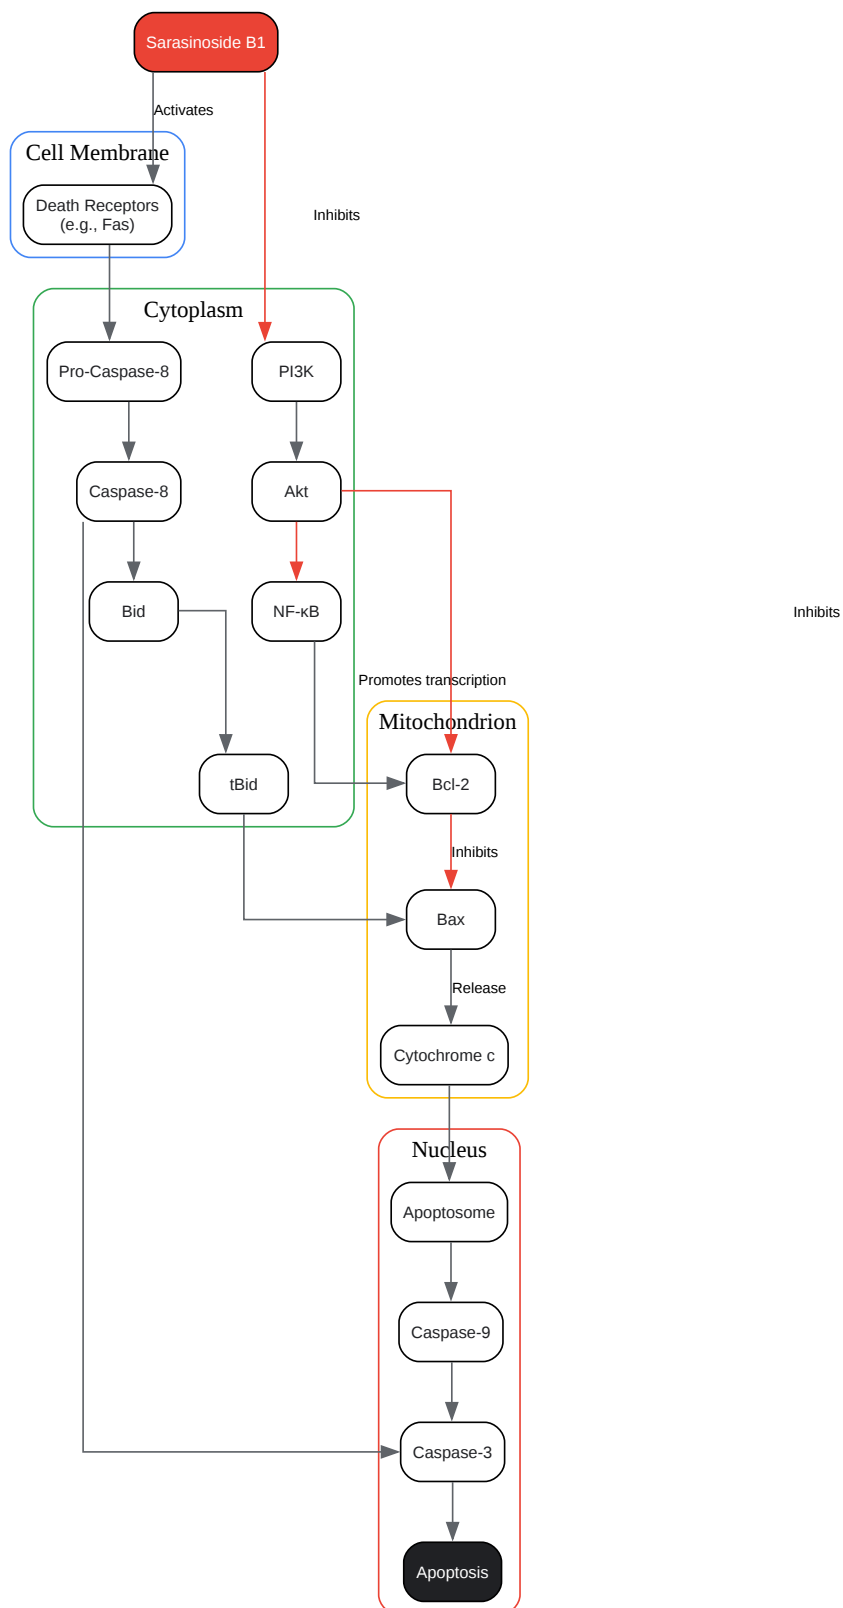 Sarasinoside B1
Activates
Cell Membrane
Death Receptors
(e.g., Fas)
Inhibits
Cytoplasm
Pro-Caspase-8
PI3K
Caspase-8
Akt
Bid
NF-κB
Inhibits
Promotes transcription
Mitochondrion
tBid
Bcl-2
Inhibits
Bax
Release
Cytochrome c
Nucleus
Apoptosome
Caspase-9
Caspase-3
Apoptosis